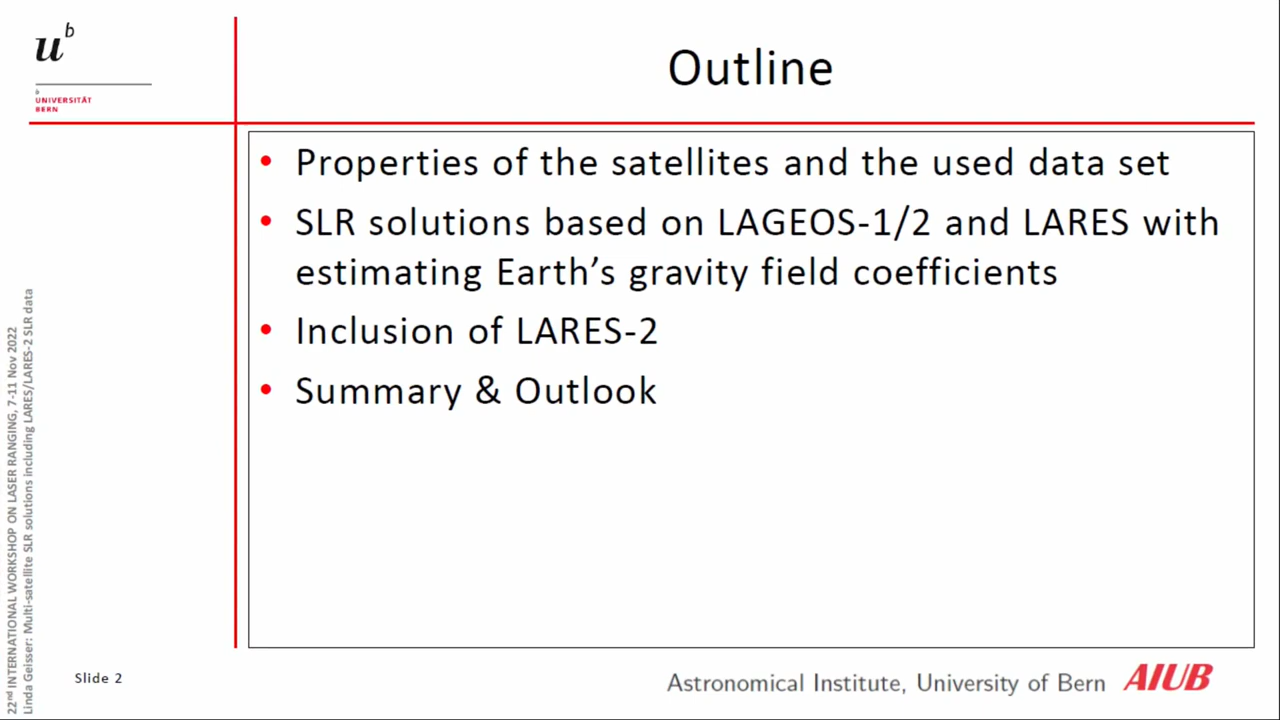 u^b
b
UNIVERSITÄT
BERN
Outline
• Properties of the satellites and the used data set
• SLR solutions based on LAGEOS-1/2 and LARES with
estimating Earth's gravity field coefficients
• Inclusion of LARES-2
• Summary & Outlook
22nd INTERNATIONAL WORKSHOP ON LASER RANGING, 7-11 Nov 2022
Linda Geisser: Multi-satellite SLR solutions including LARES/LARES-2 SLR data
Slide 2
Astronomical Institute, University of Bern AIUB